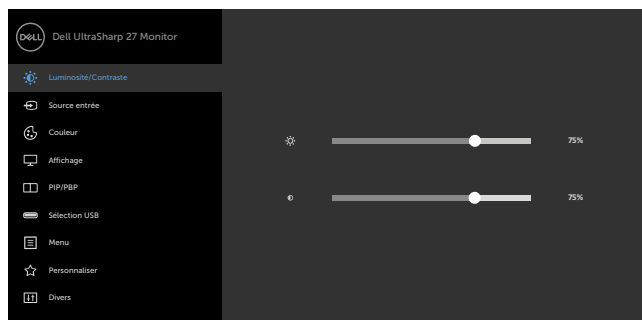 DELL Dell UltraSharp 27 Monitor
Luminosité/Contraste
Source entrée
Couleur
Affichage
PIP/PBP
Sélection USB
Menu
Personnaliser
Divers
75%
75%